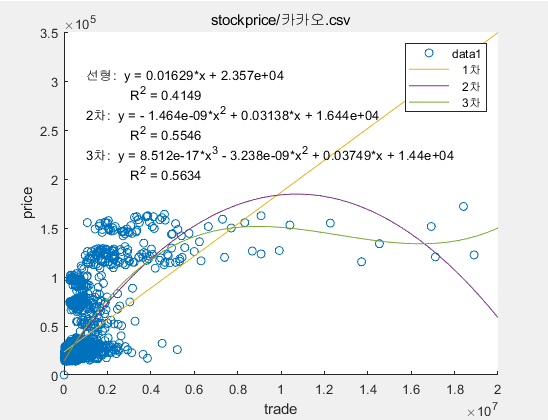 stockprice/카카오.csv
×10^5
3.5
3
2.5
2
1.5
1
0.5
0
price
선형: y = 0.01629*x + 2.357e+04
R^2 = 0.4149
2차: y = - 1.464e-09*x^2 + 0.03138*x + 1.644e+04
R^2 = 0.5546
3차: y = 8.512e-17*x^3 - 3.238e-09*x^2 + 0.03749*x + 1.44e+04
R^2 = 0.5634
data1
1차
2차
3차
0 0.2 0.4 0.6 0.8 1 1.2 1.4 1.6 1.8 2
trade
×10^7